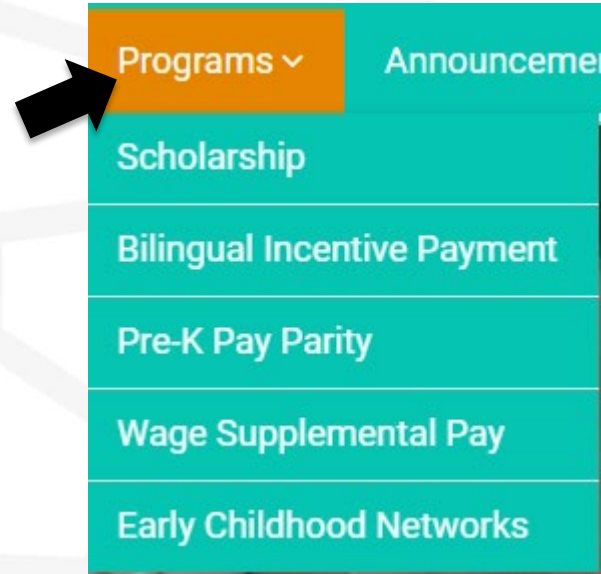 Programs
Scholarship
Bilingual Incentive Payment
Pre-K Pay Parity
Wage Supplemental Pay
Early Childhood Networks